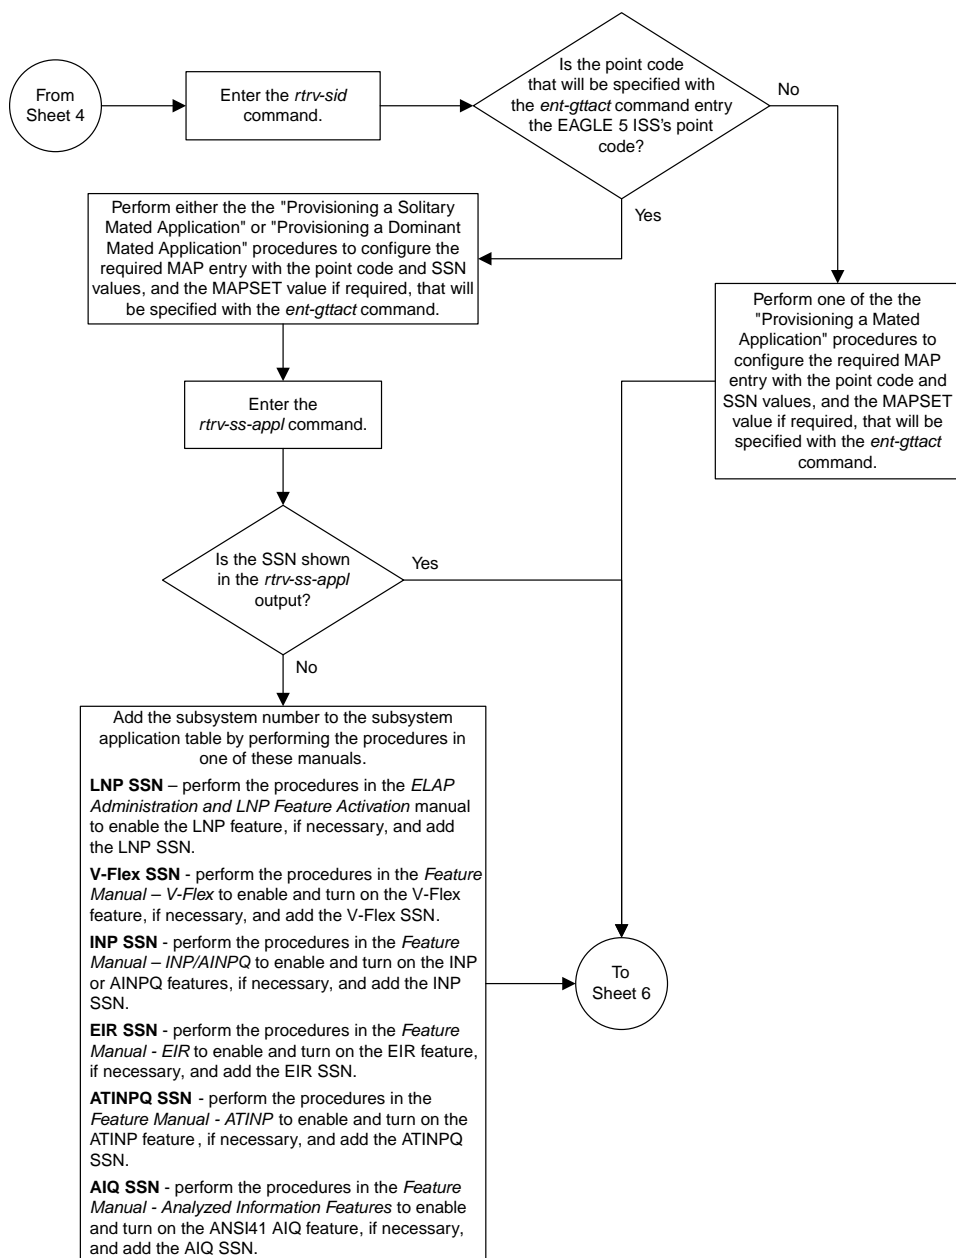 From
Sheet 4
Enter the rtrv-sid
command.
Is the point code
that will be specified with
the ent-gttact command entry
the EAGLE 5 ISS's point
code?
No
Yes
Perform either the the "Provisioning a Solitary
Mated Application" or "Provisioning a Dominant
Mated Application" procedures to configure the
required MAP entry with the point code and SSN
values, and the MAPSET value if required, that will
be specified with the ent-gttact command.
Perform one of the the
"Provisioning a Mated
Application" procedures to
configure the required MAP
entry with the point code and
SSN values, and the MAPSET
value if required, that will be
specified with the ent-gttact
command.
Enter the
rtrv-ss-appl command.
Is the SSN shown
in the rtrv-ss-appl
output?
Yes
No
Add the subsystem number to the subsystem
application table by performing the procedures in
one of these manuals.
LNP SSN – perform the procedures in the ELAP
Administration and LNP Feature Activation manual
to enable the LNP feature, if necessary, and add
the LNP SSN.
V-Flex SSN - perform the procedures in the Feature
Manual – V-Flex to enable and turn on the V-Flex
feature, if necessary, and add the V-Flex SSN.
INP SSN - perform the procedures in the Feature
Manual – INP/AINPQ to enable and turn on the INP
or AINPQ features, if necessary, and add the INP
SSN.
EIR SSN - perform the procedures in the Feature
Manual - EIR to enable and turn on the EIR feature,
if necessary, and add the EIR SSN.
ATINPQ SSN - perform the procedures in the
Feature Manual - ATINP to enable and turn on the
ATINP feature , if necessary, and add the ATINPQ
SSN.
AIQ SSN - perform the procedures in the Feature
Manual - Analyzed Information Features to enable
and turn on the ANSI41 AIQ feature, if necessary,
and add the AIQ SSN.
To
Sheet 6